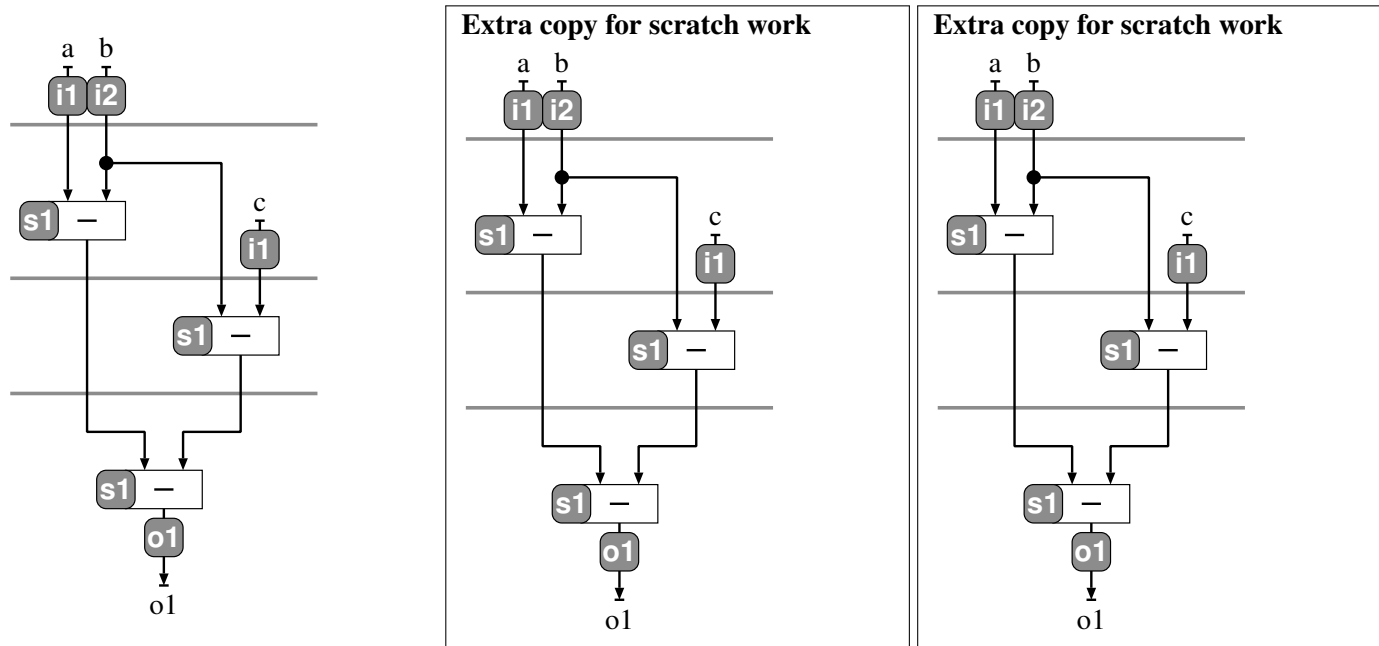 a b
i1 i2
s1 −
c
i1
s1 −
s1 −
o1
o1
Extra copy for scratch work
a b
i1 i2
s1 −
c
i1
s1 −
s1 −
o1
o1
Extra copy for scratch work
a b
i1 i2
s1 −
c
i1
s1 −
s1 −
o1
o1